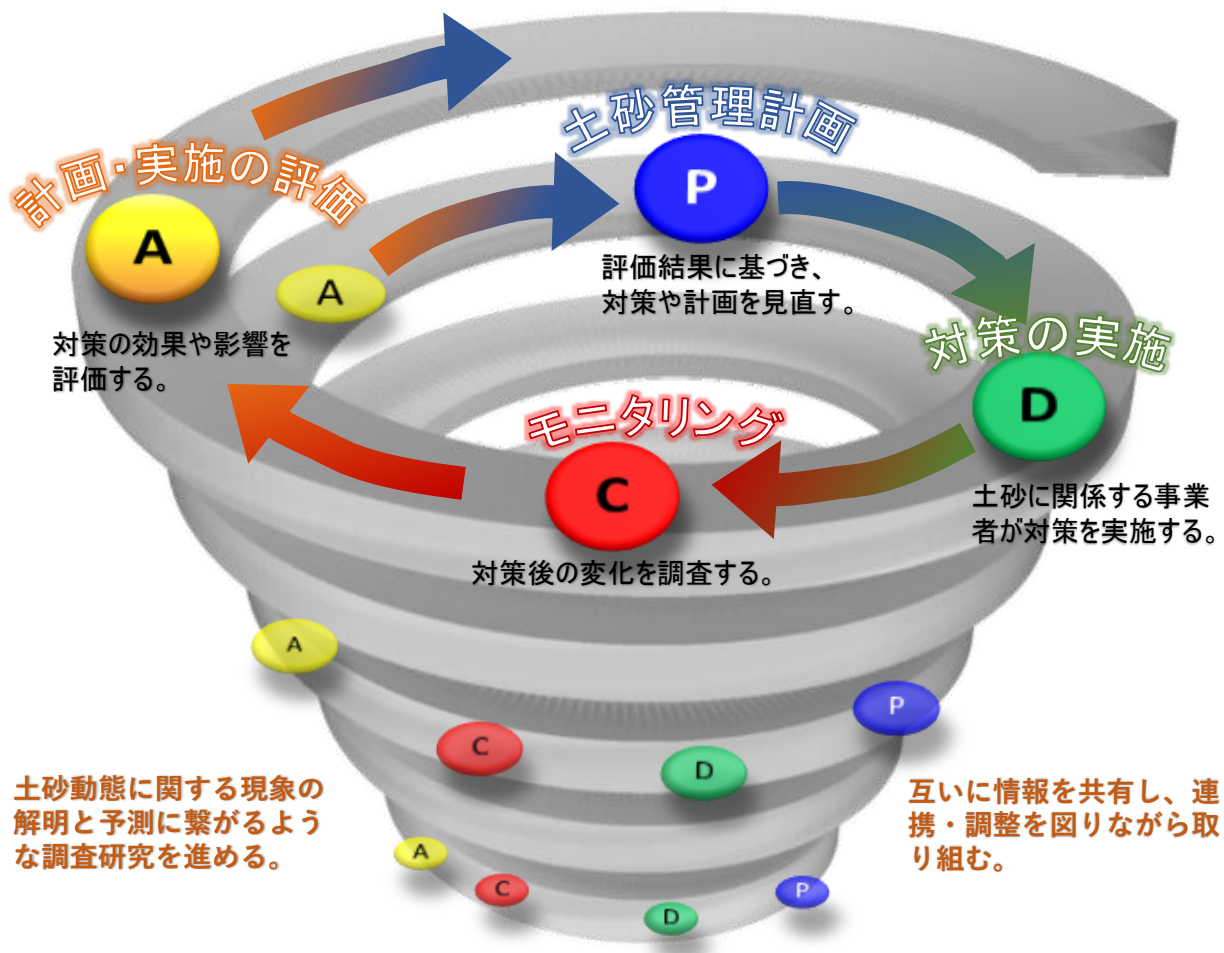 土砂管理計画
P
評価結果に基づき、
対策や計画を見直す。
計画・実施の評価
A
A
対策の効果や影響を
評価する。
対策の実施
D
土砂に関係する事業
者が対策を実施する。
モニタリング
C
対策後の変化を調査する。
A
P
C
D
土砂動態に関する現象の
解明と予測に繋がるよう
な調査研究を進める。
互いに情報を共有し、連
携・調整を図りながら取
り組む。
A
C
D
P